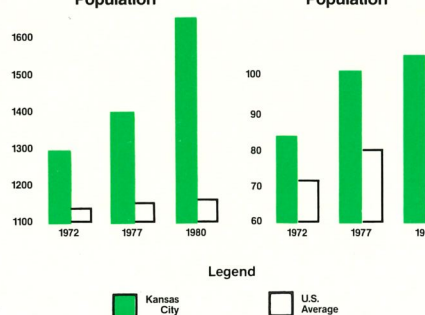 Population
1600
1500
1400
1300
1200
1100
1972
1977
1980
Population
100
90
80
70
60
1972
1977
Legend
Kansas
City
U.S.
Average